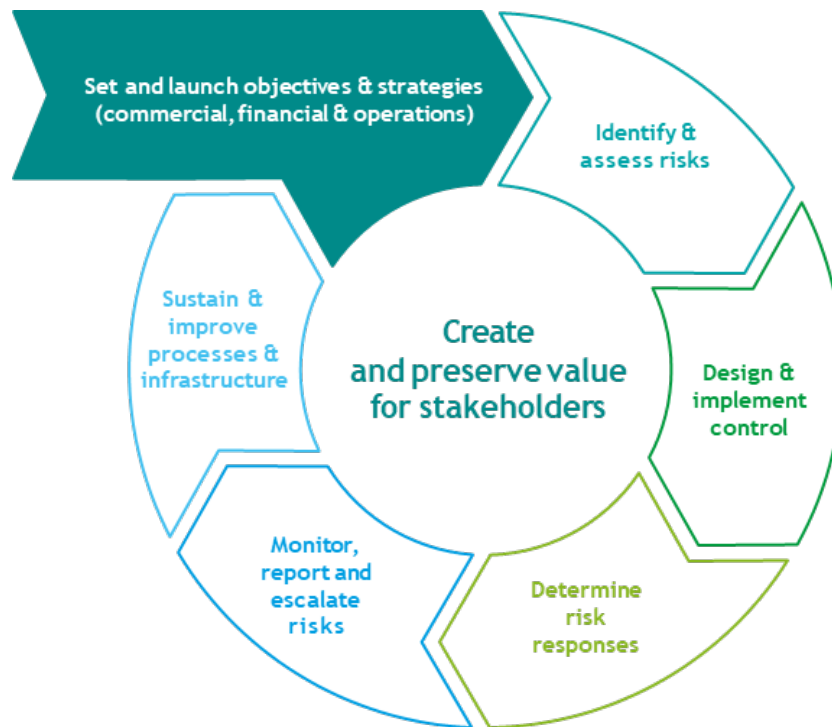 Set and launch objectives & strategies
(commercial, financial & operations)
Identify &
assess risks
Design &
implement
control
Determine
risk
responses
Monitor,
report and
escalate
risks
Sustain &
improve
processes &
infrastructure
Create
and preserve value
for stakeholders